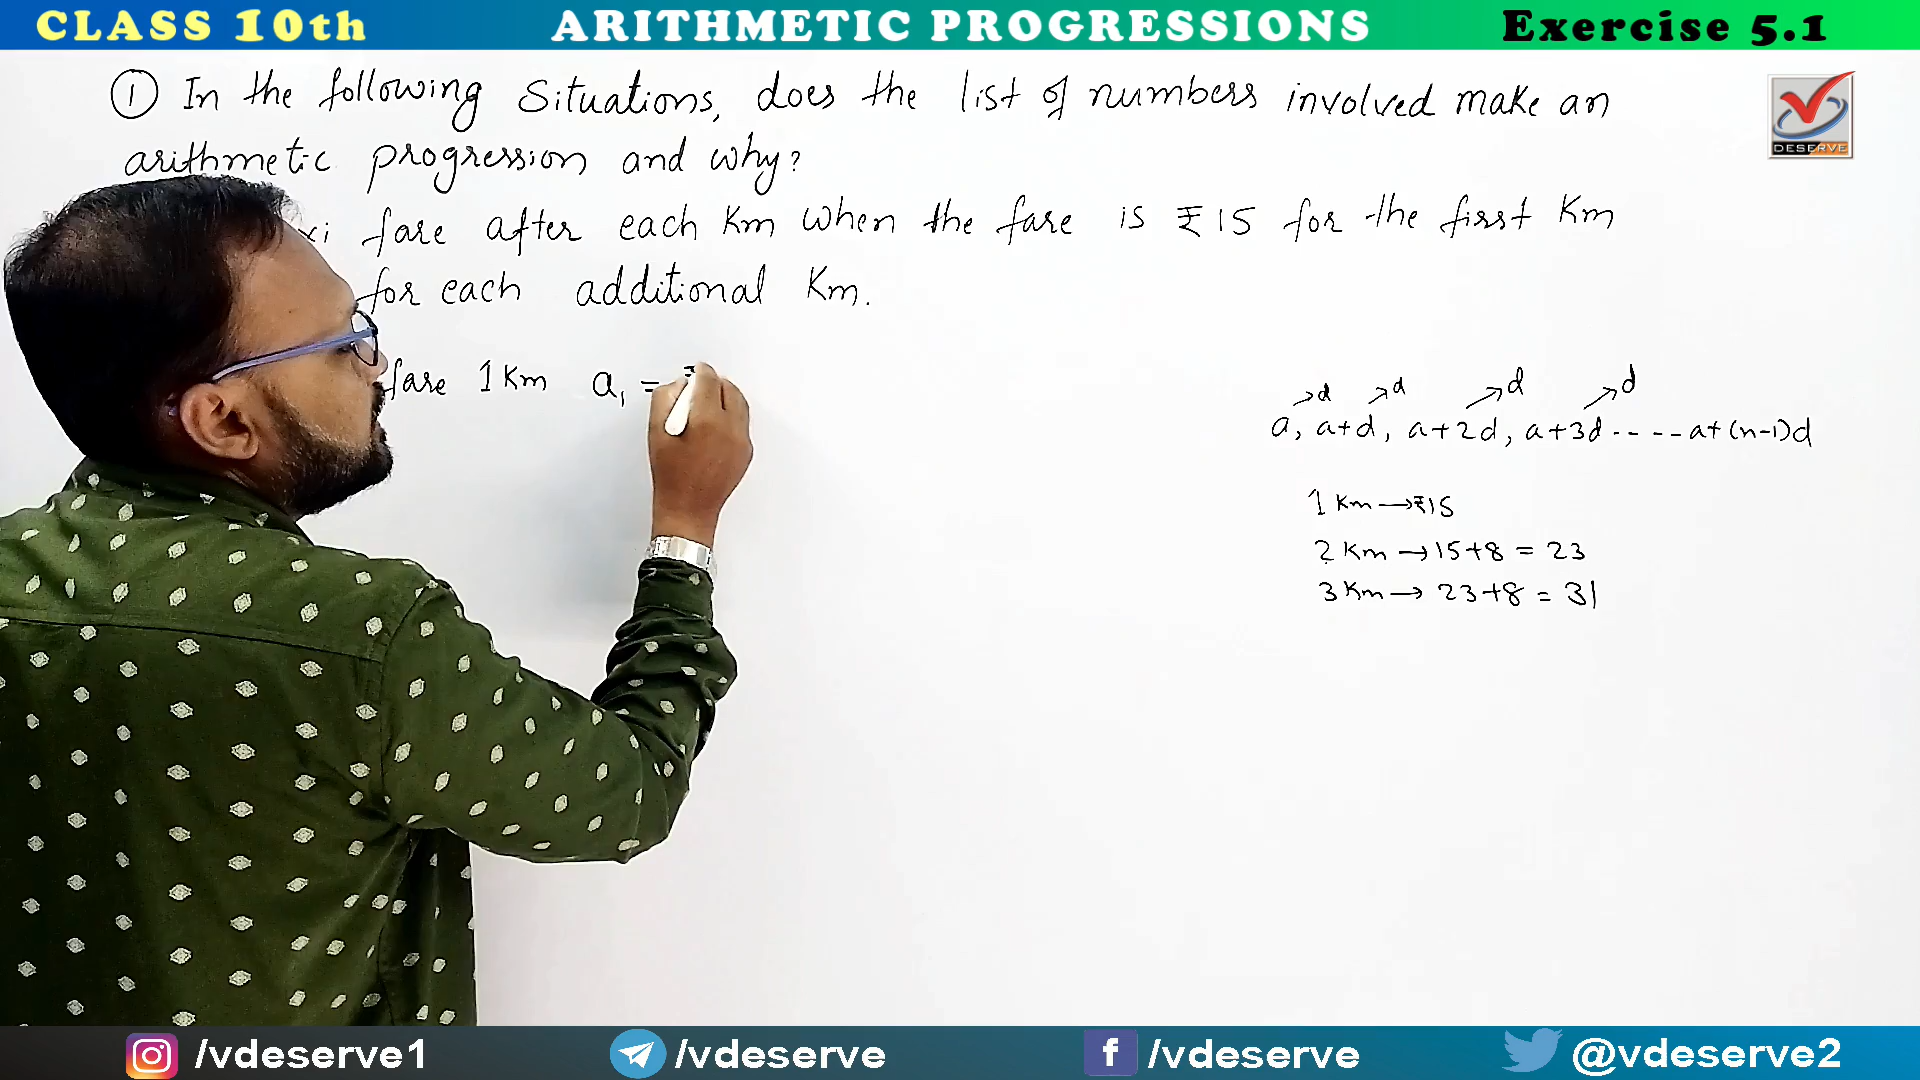 CLASS 10th ARITHMETIC PROGRESSIONS Exercise 5.1
① In the following Situations, does the list of numbers involved make an
arithmetic progression and why?
xi fare after each Km when the fare is ₹15 for the first Km
for each additional Km.
fare 1 Km a₁ = ₹
d d d d
a, a+d, a+2d, a+3d ----- a+(n-1)d
1 Km → ₹15
2 Km → 15+8 = 23
3 Km → 23+8 = 31
DESERVE
/vdeserve1 /vdeserve /vdeserve @vdeserve2